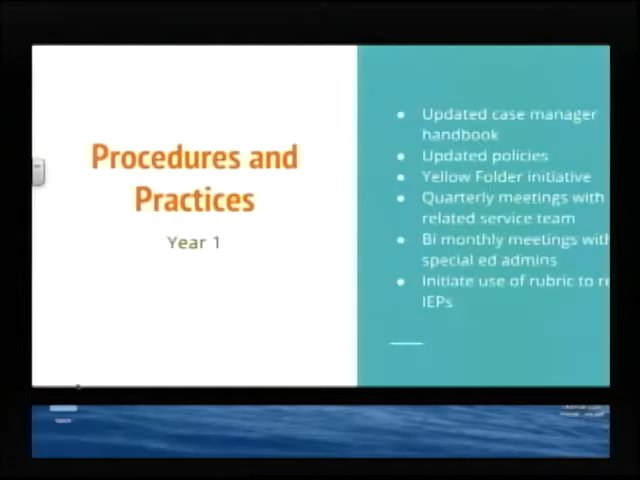 Procedures and
Practices
Year 1
● Updated case manager
handbook
● Updated policies
● Yellow Folder initiative
● Quarterly meetings with
related service team
● Bi monthly meetings with
special ed admins
● Initiate use of rubric to
IEPs